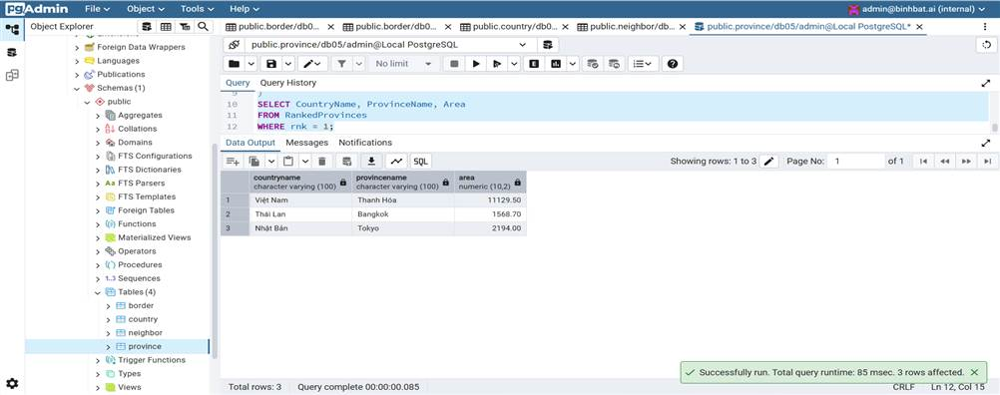 pgAdmin File Object Tools Help admin@binhbat.ai (internal)
Object Explorer
public.border/db0... public.border/db0... public.country/db0... public.neighbor/db... public.province/db05/admin@Local PostgreSQL*
public.province/db05/admin@Local PostgreSQL
No limit
Query Query History
10 SELECT CountryName, ProvinceName, Area
11 FROM RankedProvinces
12 WHERE rnk = 1;
Data Output Messages Notifications
SQL Showing rows: 1 to 3 Page No: 1 of 1
countryname provincename area
character varying (100) character varying (100) numeric (10,2)
1 Việt Nam Thanh Hóa 11129.50
2 Thái Lan Bangkok 1568.70
3 Nhật Bản Tokyo 2194.00
Foreign Data Wrappers
Languages
Publications
Schemas (1)
public
Aggregates
Collations
Domains
FTS Configurations
FTS Dictionaries
FTS Parsers
FTS Templates
Foreign Tables
Functions
Materialized Views
Operators
Procedures
1..3 Sequences
Tables (4)
border
country
neighbor
province
Trigger Functions
Types
Views
Successfully run. Total query runtime: 85 msec. 3 rows affected.
Total rows: 3 Query complete 00:00:00.085 CRLF Ln 12, Col 15